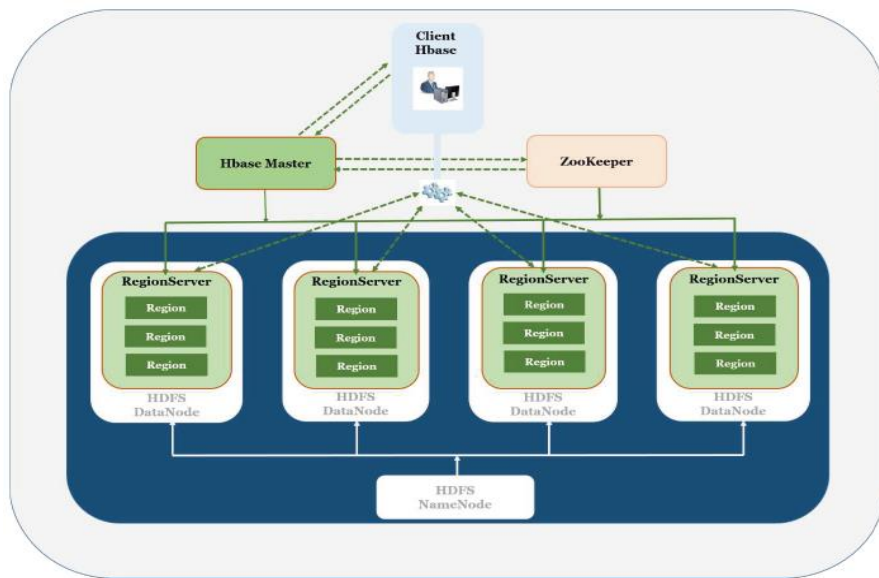 Client
Hbase
Hbase Master
ZooKeeper
RegionServer
Region
Region
Region
HDFS
DataNode
RegionServer
Region
Region
Region
HDFS
DataNode
RegionServer
Region
Region
Region
HDFS
DataNode
RegionServer
Region
Region
Region
HDFS
DataNode
HDFS
NameNode